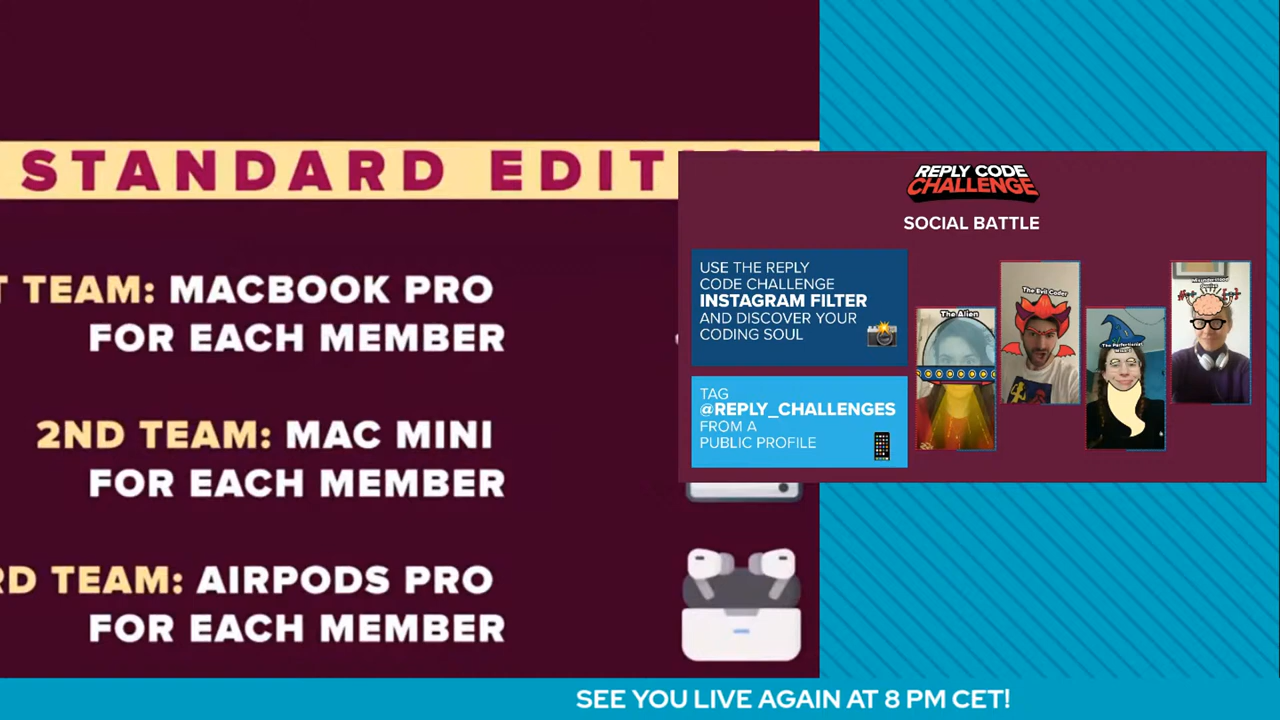 STANDARD EDIT
T TEAM: MACBOOK PRO
FOR EACH MEMBER
2ND TEAM: MAC MINI
FOR EACH MEMBER
RD TEAM: AIRPODS PRO
FOR EACH MEMBER
REPLY CODE
CHALLENGE
SOCIAL BATTLE
USE THE REPLY
CODE CHALLENGE
INSTAGRAM FILTER
AND DISCOVER YOUR
CODING SOUL
TAG
@REPLY_CHALLENGES
FROM A
PUBLIC PROFILE
The Alien
The Evil Coder
The Perfectionist
Wizard
SEE YOU LIVE AGAIN AT 8 PM CET!